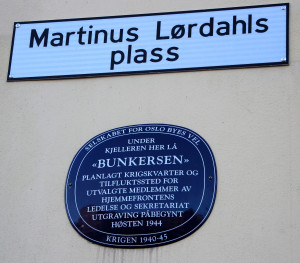 Martinus Lørdahls
plass
SELSKABET FOR OSLO BYES VEL
UNDER
KJELLEREN HER LÅ
«BUNKERSEN»
PLANLAGT KRIGSKVARTER OG
TILFLUKTSSTED FOR
UTVALGTE MEDLEMMER AV
HJEMMEFRONTENS
LEDELSE OG SEKRETARIAT
UTGRAVING PÅBEGYNT
HØSTEN 1944
KRIGEN 1940-45